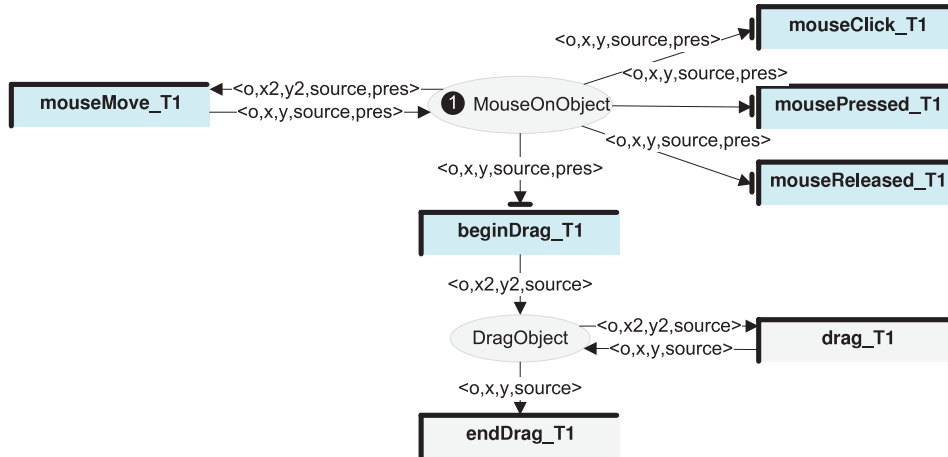 mouseClick_T1
<o,x,y,source,pres>
<o,x,y,source,pres>
<o,x2,y2,source,pres>
mouseMove_T1
1 MouseOnObject
mousePressed_T1
<o,x,y,source,pres>
<o,x,y,source,pres>
<o,x,y,source,pres>
mouseReleased_T1
beginDrag_T1
<o,x2,y2,source>
<o,x2,y2,source>
DragObject
drag_T1
<o,x,y,source>
<o,x,y,source>
endDrag_T1